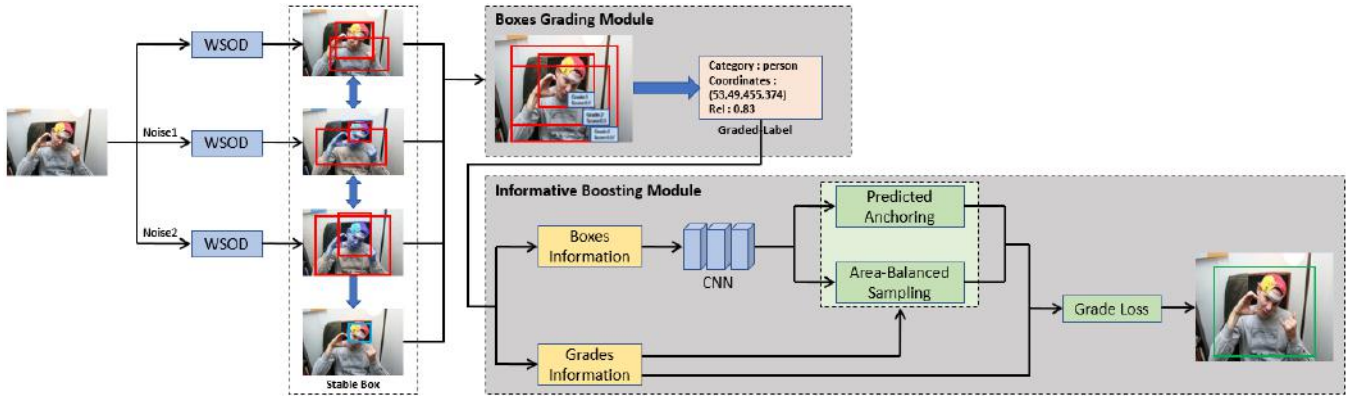 WSOD
Noise1
WSOD
Noise2
WSOD
Stable Box
Boxes Grading Module
Category : person
Coordinates :
(53.49.455.374)
Rel : 0.83
Graded-Label
Informative Boosting Module
Boxes
Information
CNN
Predicted
Anchoring
Area-Balanced
Sampling
Grades
Information
Grade Loss